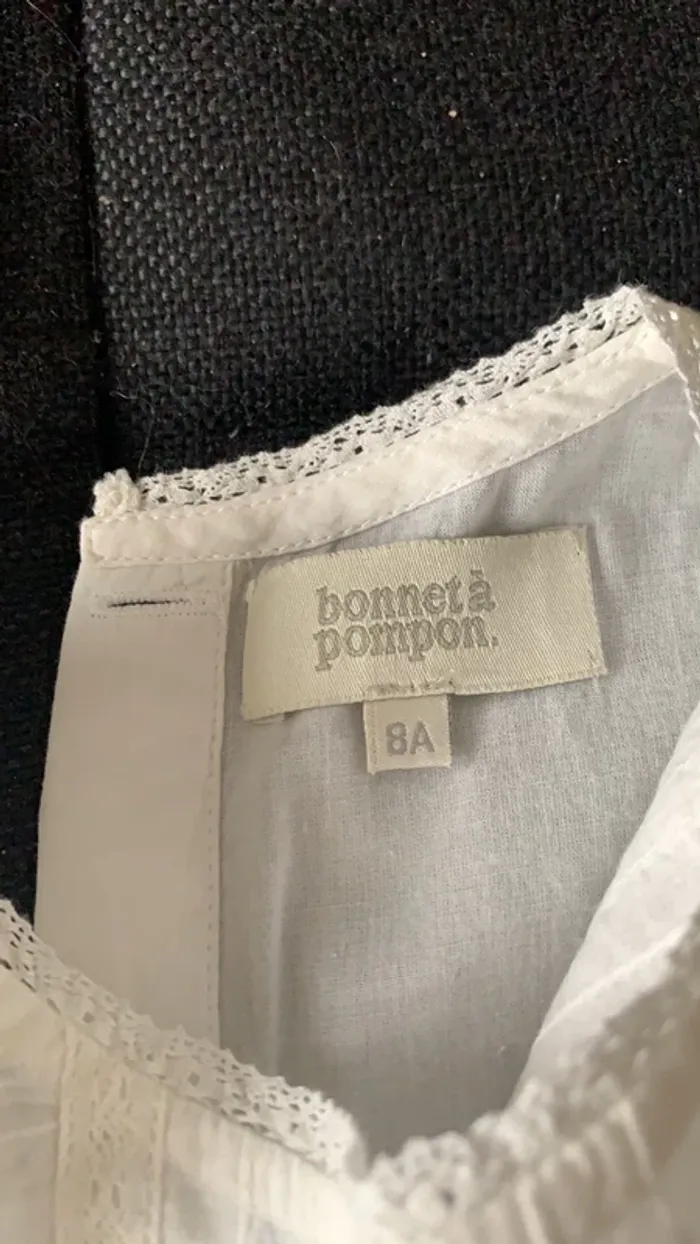 bonnet à
pompon.
8A